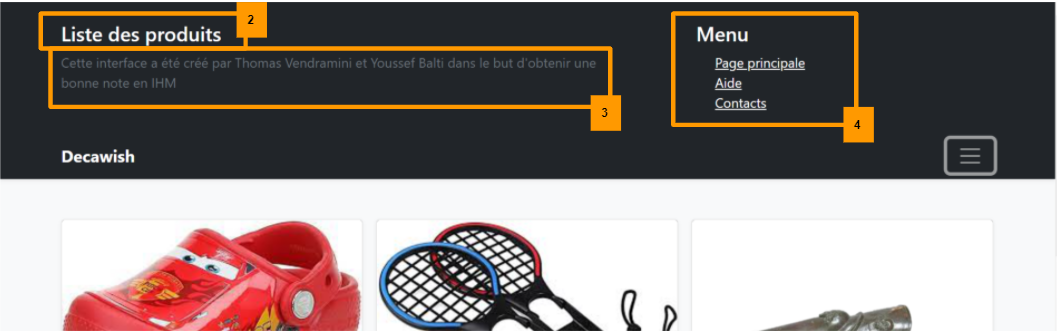 2
Liste des produits
Cette interface a été créé par Thomas Vendramini et Youssef Balti dans le but d'obtenir une
bonne note en IHM
3
Menu
Page principale
Aide
Contacts
4
Decawish